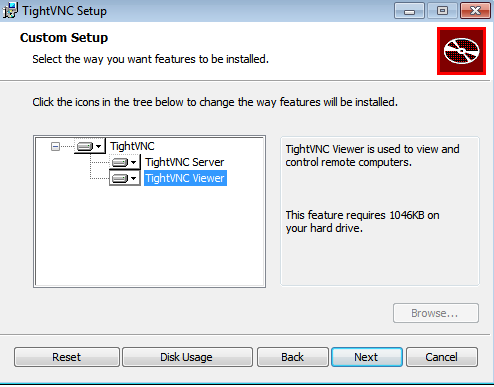 TightVNC Setup
Custom Setup
Select the way you want features to be installed.
Click the icons in the tree below to change the way features will be installed.
TightVNC
TightVNC Server
TightVNC Viewer
TightVNC Viewer is used to view and
control remote computers.
This feature requires 1046KB on
your hard drive.
Browse...
Reset
Disk Usage
Back
Next
Cancel